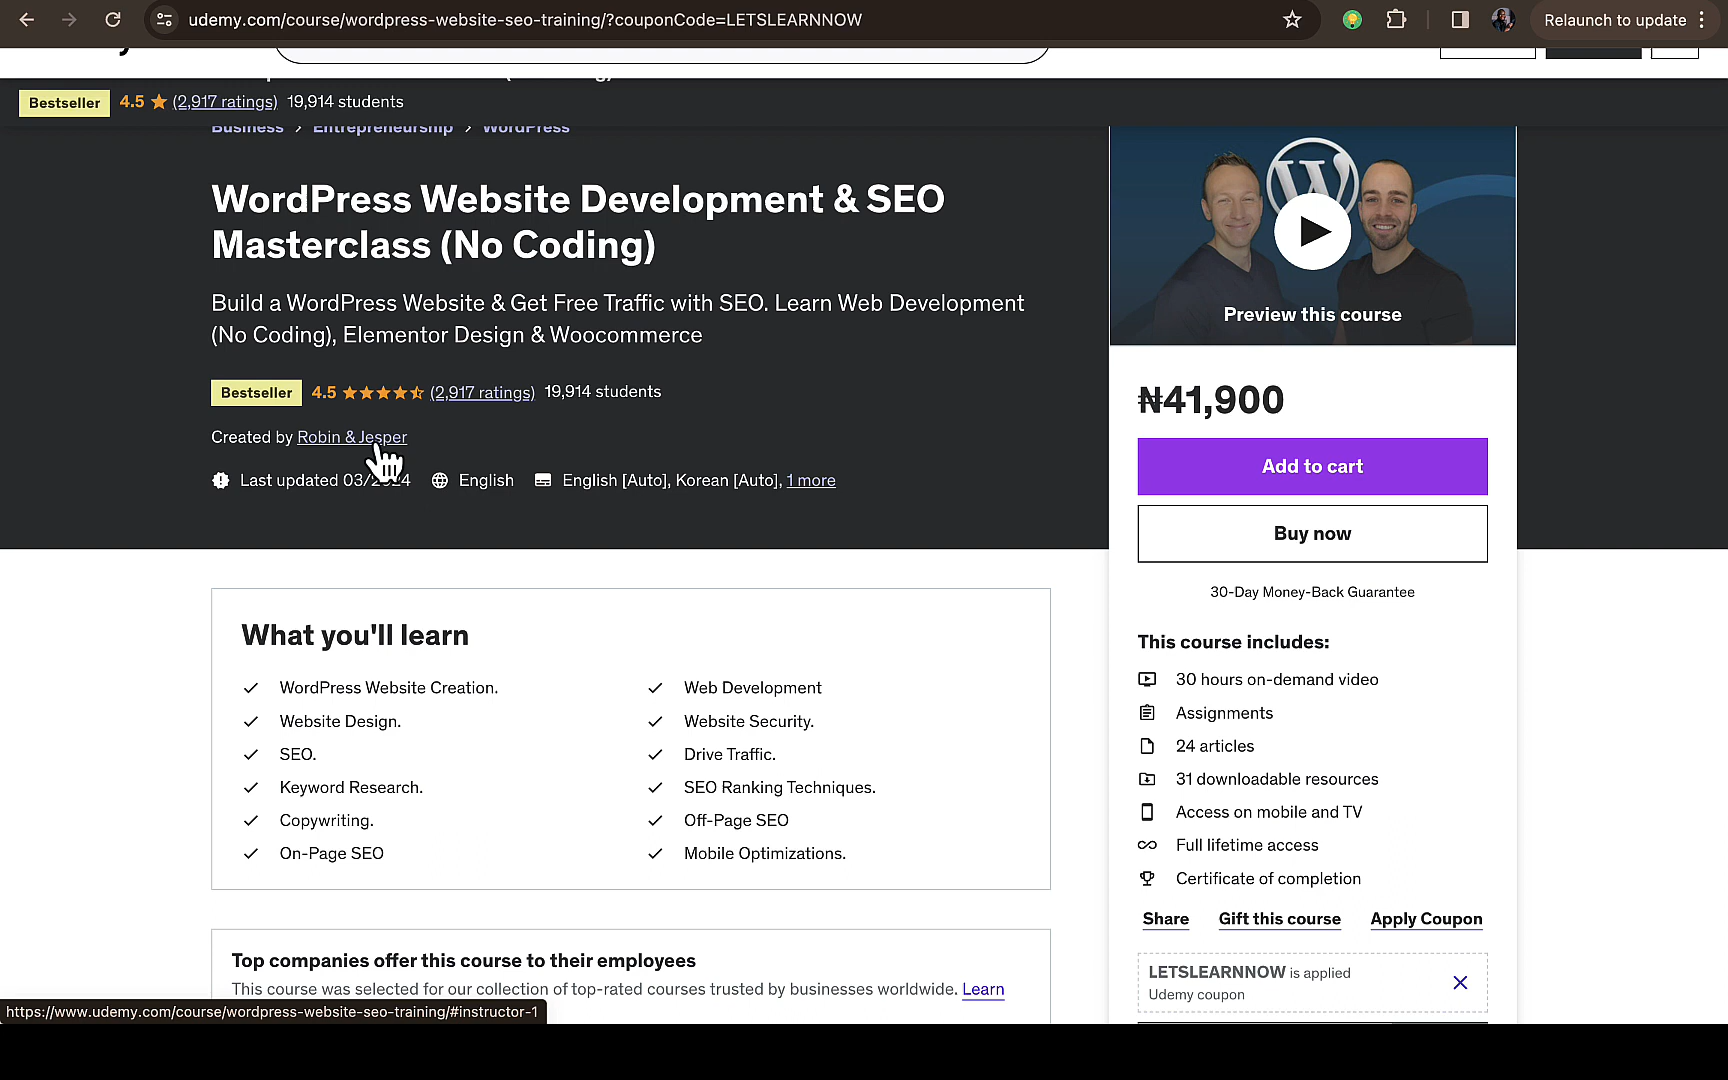 udemy.com/course/wordpress-website-seo-training/?couponCode=LETSLEARNNOW
Relaunch to update
Bestseller 4.5 (2,917 ratings) 19,914 students
Business > Entrepreneurship > WordPress
WordPress Website Development & SEO
Masterclass (No Coding)
Build a WordPress Website & Get Free Traffic with SEO. Learn Web Development
(No Coding), Elementor Design & Woocommerce
Bestseller 4.5 (2,917 ratings) 19,914 students
Created by Robin & Jesper
Last updated 03/2024 English English [Auto], Korean [Auto], 1 more
Preview this course
₦41,900
Add to cart
Buy now
30-Day Money-Back Guarantee
This course includes:
30 hours on-demand video
Assignments
24 articles
31 downloadable resources
Access on mobile and TV
Full lifetime access
Certificate of completion
Share Gift this course Apply Coupon
LETSLEARNNOW is applied
Udemy coupon
What you'll learn
WordPress Website Creation.
Website Design.
SEO.
Keyword Research.
Copywriting.
On-Page SEO
Web Development
Website Security.
Drive Traffic.
SEO Ranking Techniques.
Off-Page SEO
Mobile Optimizations.
Top companies offer this course to their employees
This course was selected for our collection of top-rated courses trusted by businesses worldwide. Learn
https://www.udemy.com/course/wordpress-website-seo-training/#instructor-1